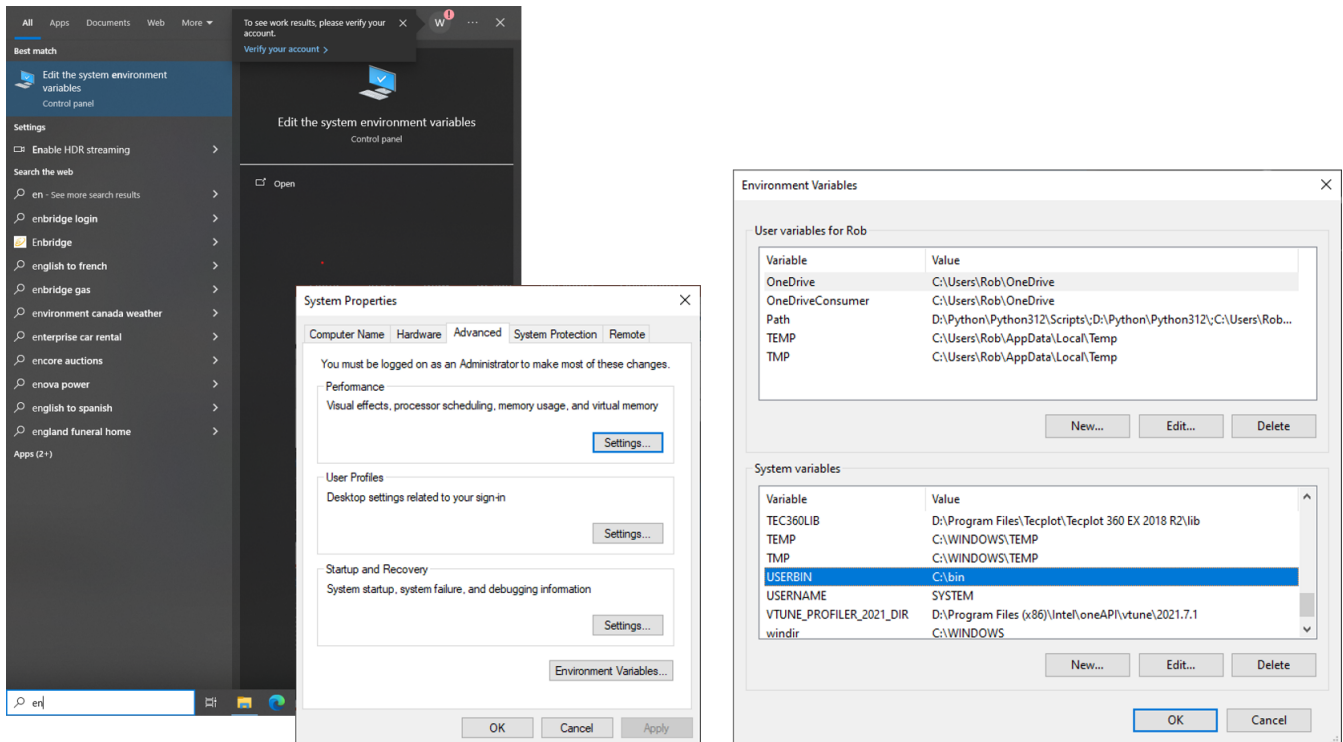 All Apps Documents Web More
To see work results, please verify your
account.
Verify your account
W
!
Best match
Edit the system environment
variables
Control panel
Settings
Enable HDR streaming
Search the web
en - See more search results
enbridge login
Enbridge
english to french
enbridge gas
environment canada weather
enterprise car rental
encore auctions
enova power
english to spanish
england funeral home
Apps (2+)
en
Edit the system environment variables
Control panel
Open
System Properties
Computer Name Hardware Advanced System Protection Remote
You must be logged on as an Administrator to make most of these changes.
Performance
Visual effects, processor scheduling, memory usage, and virtual memory
Settings...
User Profiles
Desktop settings related to your sign-in
Settings...
Startup and Recovery
System startup, system failure, and debugging information
Settings...
Environment Variables...
OK Cancel Apply
Environment Variables
User variables for Rob
Variable Value
OneDrive C:\Users\Rob\OneDrive
OneDriveConsumer C:\Users\Rob\OneDrive
Path D:\Python\Python312\Scripts\;D:\Python\Python312\;C:\Users\Rob...
TEMP C:\Users\Rob\AppData\Local\Temp
TMP C:\Users\Rob\AppData\Local\Temp
New... Edit... Delete
System variables
Variable Value
TEC360LIB D:\Program Files\Tecplot\Tecplot 360 EX 2018 R2\lib
TEMP C:\WINDOWS\TEMP
TMP C:\WINDOWS\TEMP
USERBIN C:\bin
USERNAME SYSTEM
VTUNE_PROFILER_2021_DIR D:\Program Files (x86)\Intel\oneAPI\vtune\2021.7.1
windir C:\WINDOWS
New... Edit... Delete
OK Cancel